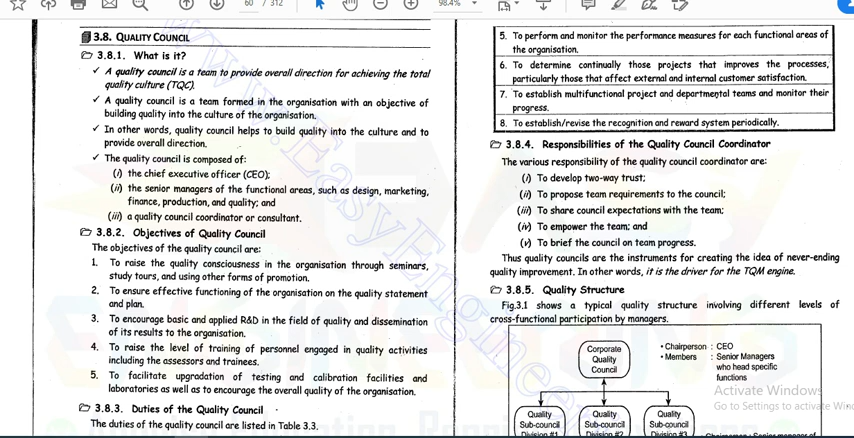 60 / 312
98.4%
3.8. QUALITY COUNCIL
3.8.1. What is it?
✓ A quality council is a team to provide overall direction for achieving the total
quality culture (TQC).
✓ A quality council is a team formed in the organisation with an objective of
building quality into the culture of the organisation.
✓ In other words, quality council helps to build quality into the culture and to
provide overall direction.
✓ The quality council is composed of:
(i) the chief executive officer (CEO);
(ii) the senior managers of the functional areas, such as design, marketing,
finance, production, and quality; and
(iii) a quality council coordinator or consultant.
3.8.2. Objectives of Quality Council
The objectives of the quality council are:
1. To raise the quality consciousness in the organisation through seminars,
study tours, and using other forms of promotion.
2. To ensure effective functioning of the organisation on the quality statement
and plan.
3. To encourage basic and applied R&D in the field of quality and dissemination
of its results to the organisation.
4. To raise the level of training of personnel engaged in quality activities
including the assessors and trainees.
5. To facilitate upgradation of testing and calibration facilities and
laboratories as well as to encourage the overall quality of the organisation.
3.8.3. Duties of the Quality Council
The duties of the quality council are listed in Table 3.3.
5. To perform and monitor the performance measures for each functional areas of
the organisation.
6. To determine continually those projects that improves the processes,
particularly those that affect external and internal customer satisfaction.
7. To establish multifunctional project and departmental teams and monitor their
progress.
8. To establish/revise the recognition and reward system periodically.
3.8.4. Responsibilities of the Quality Council Coordinator
The various responsibility of the quality council coordinator are:
(i) To develop two-way trust;
(ii) To propose team requirements to the council;
(iii) To share council expectations with the team;
(iv) To empower the team; and
(v) To brief the council on team progress.
Thus quality councils are the instruments for creating the idea of never-ending
quality improvement. In other words, it is the driver for the TQM engine.
3.8.5. Quality Structure
Fig.3.1 shows a typical quality structure involving different levels of
cross-functional participation by managers.
Corporate
Quality
Council
• Chairperson : CEO
• Members : Senior Managers
who head specific
functions
Quality
Sub-council
Division #1
Quality
Sub-council
Division #2
Quality
Sub-council
Division #3
Chairperson : Senior manager of
Activate Windows
Go to Settings to activate Win
www.EasyEngineer